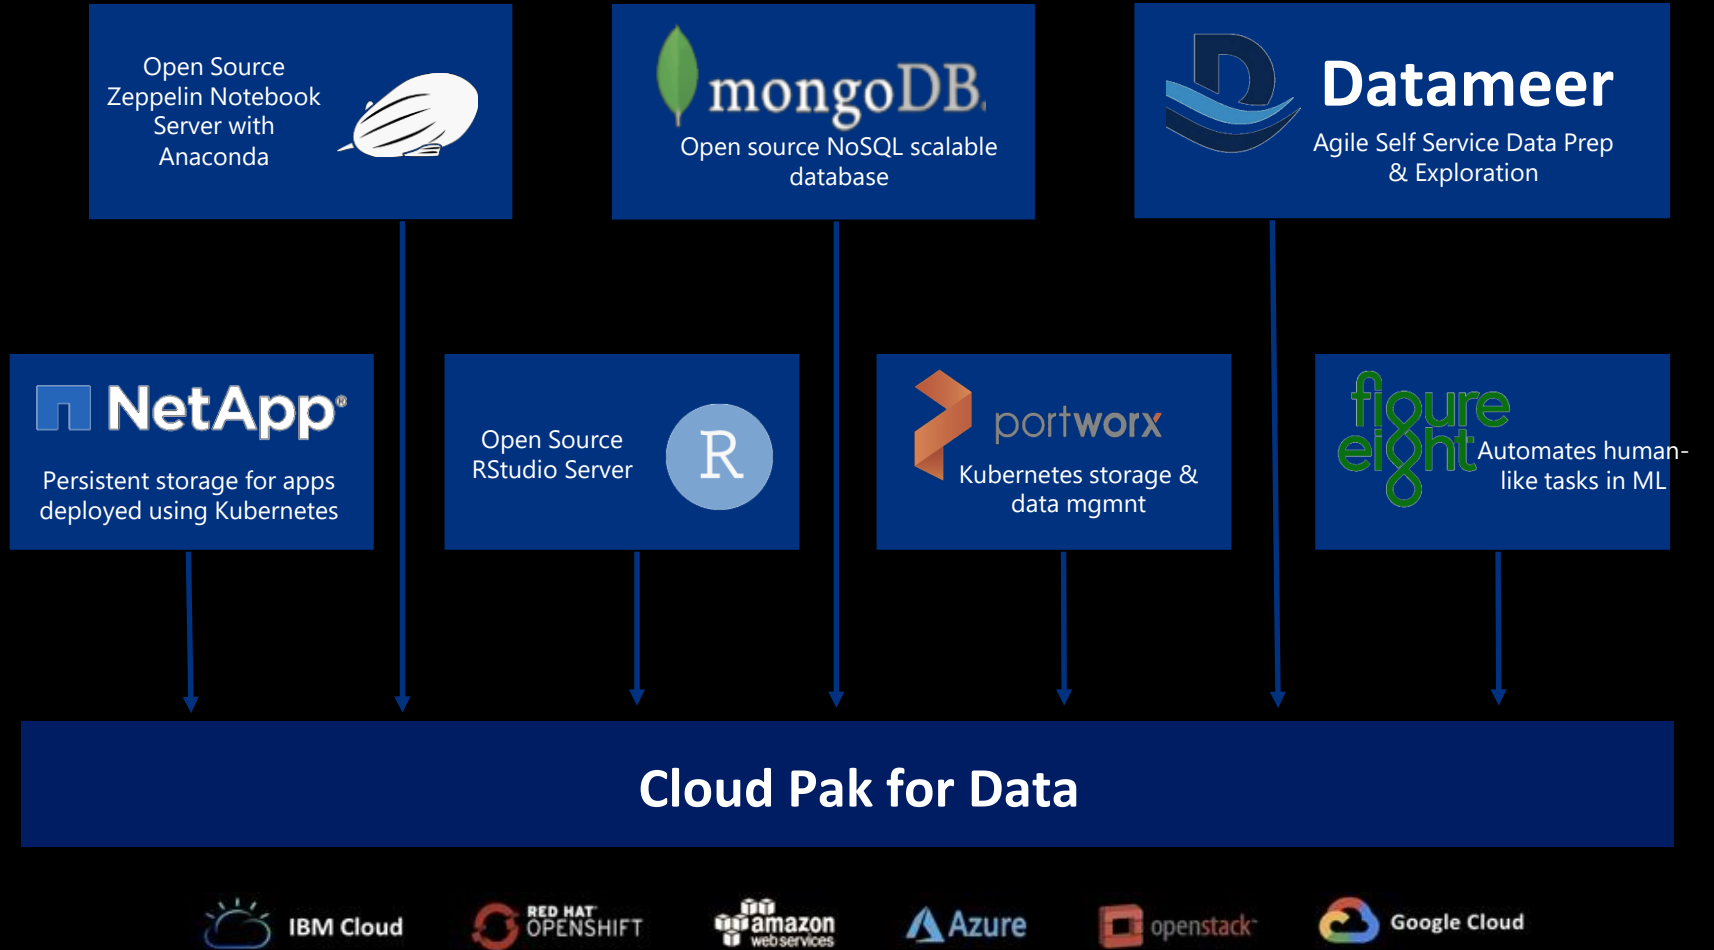 Open Source
Zeppelin Notebook
Server with
Anaconda
mongoDB.
Open source NoSQL scalable
database
Datameer
Agile Self Service Data Prep
& Exploration
NetApp®
Persistent storage for apps
deployed using Kubernetes
Open Source
RStudio Server
R
portworx
Kubernetes storage &
data mgmnt
figure
eight
Automates human-
like tasks in ML
Cloud Pak for Data
IBM Cloud
RED HAT
OPENSHIFT
amazon
webservices
Azure
openstack
Google Cloud